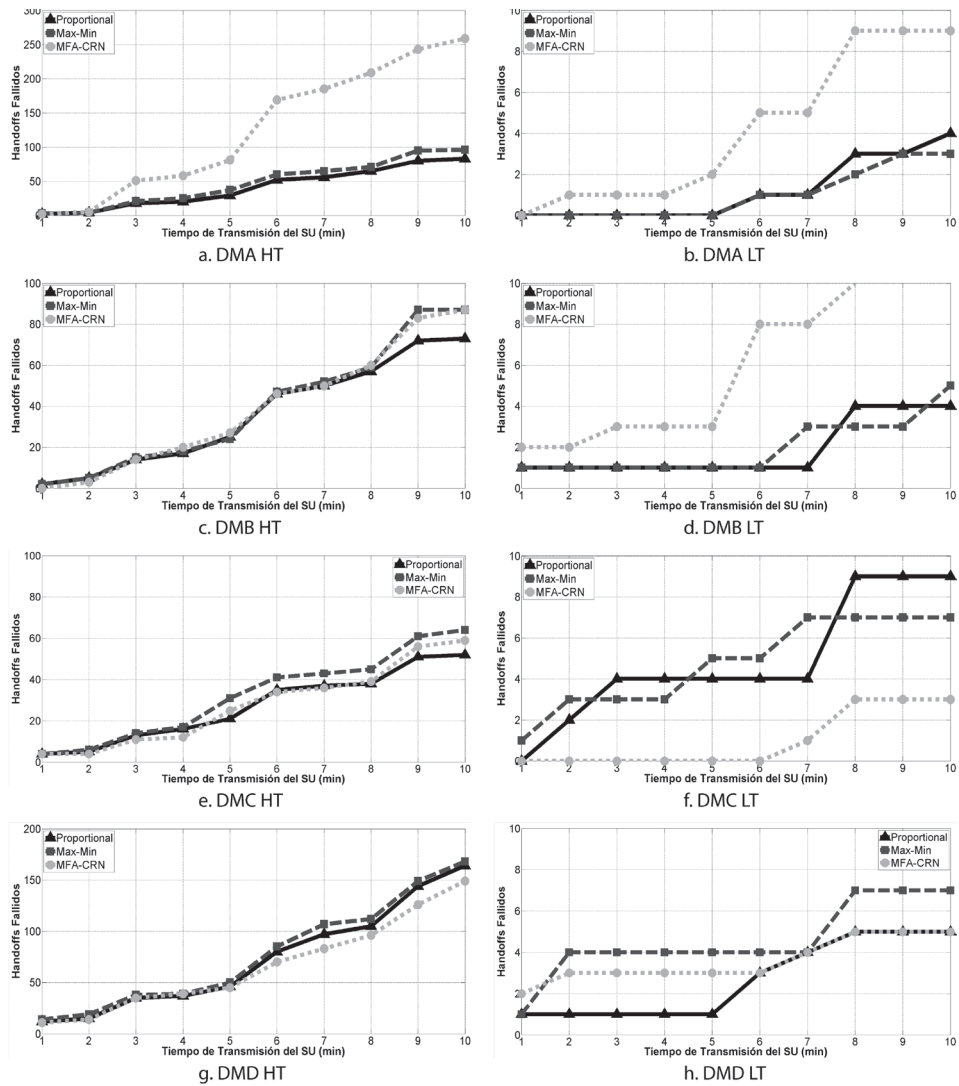 300
250
200
150
100
50
Handoffs Fallidos
Proportional
Max-Min
MFA-CRN
1 2 3 4 5 6 7 8 9 10
Tiempo de Transmisión del SU (min)
a. DMA HT
10
8
6
4
2
0
Handoffs Fallidos
Proportional
Max-Min
MFA-CRN
1 2 3 4 5 6 7 8 9 10
Tiempo de Transmisión del SU (min)
b. DMA LT
100
80
60
40
20
0
Handoffs Fallidos
Proportional
Max-Min
MFA-CRN
1 2 3 4 5 6 7 8 9 10
Tiempo de Transmisión del SU (min)
c. DMB HT
10
8
6
4
2
0
Handoffs Fallidos
Proportional
Max-Min
MFA-CRN
1 2 3 4 5 6 7 8 9 10
Tiempo de Transmisión del SU (min)
d. DMB LT
100
80
60
40
20
0
Handoffs Fallidos
Proportional
Max-Min
MFA-CRN
1 2 3 4 5 6 7 8 9 10
Tiempo de Transmisión del SU (min)
e. DMC HT
10
8
6
4
2
0
Handoffs Fallidos
Proportional
Max-Min
MFA-CRN
1 2 3 4 5 6 7 8 9 10
Tiempo de Transmisión del SU (min)
f. DMC LT
200
150
100
50
0
Handoffs Fallidos
Proportional
Max-Min
MFA-CRN
1 2 3 4 5 6 7 8 9 10
Tiempo de Transmisión del SU (min)
g. DMD HT
10
8
6
4
2
0
Handoffs Fallidos
Proportional
Max-Min
MFA-CRN
1 2 3 4 5 6 7 8 9 10
Tiempo de Transmisión del SU (min)
h. DMD LT